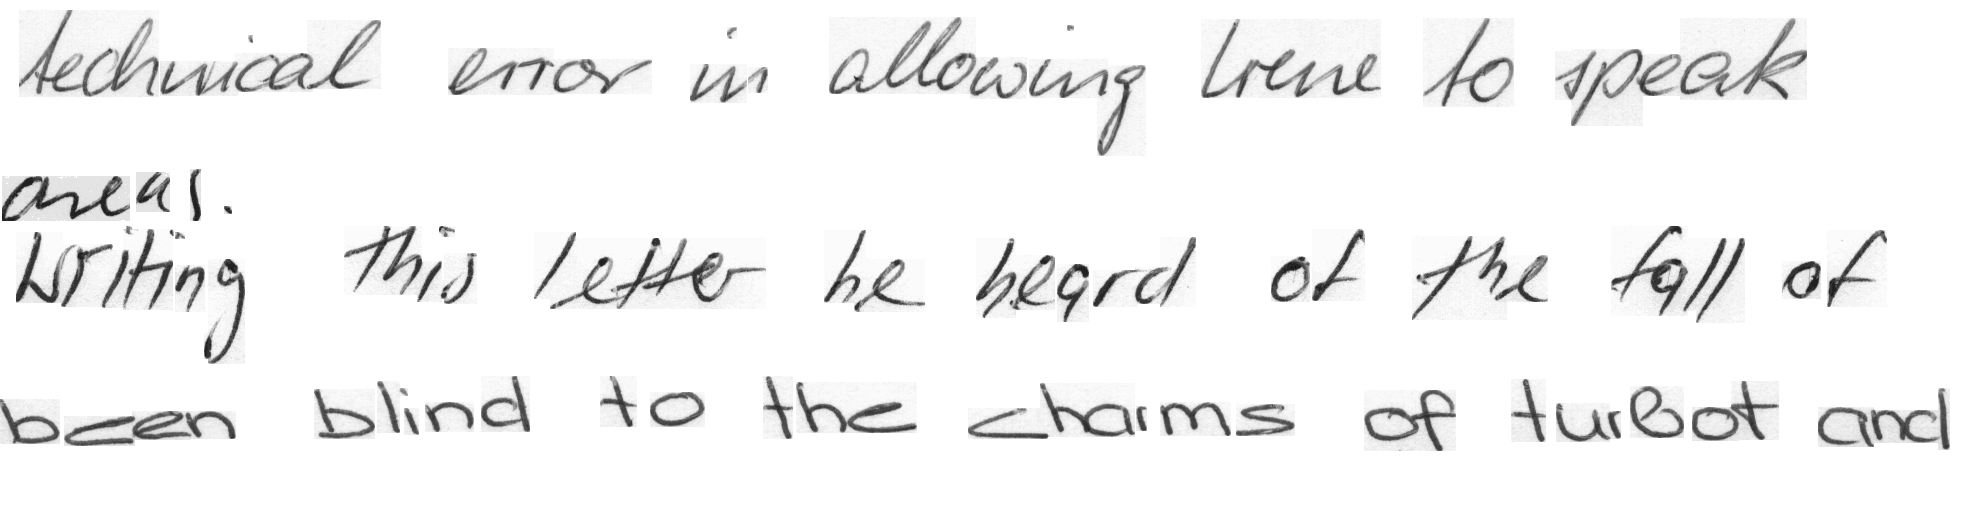 technical error in allowing Irene to speak
areas.
writing this letter he heard of the fall of
been blind to the charms of turbot and